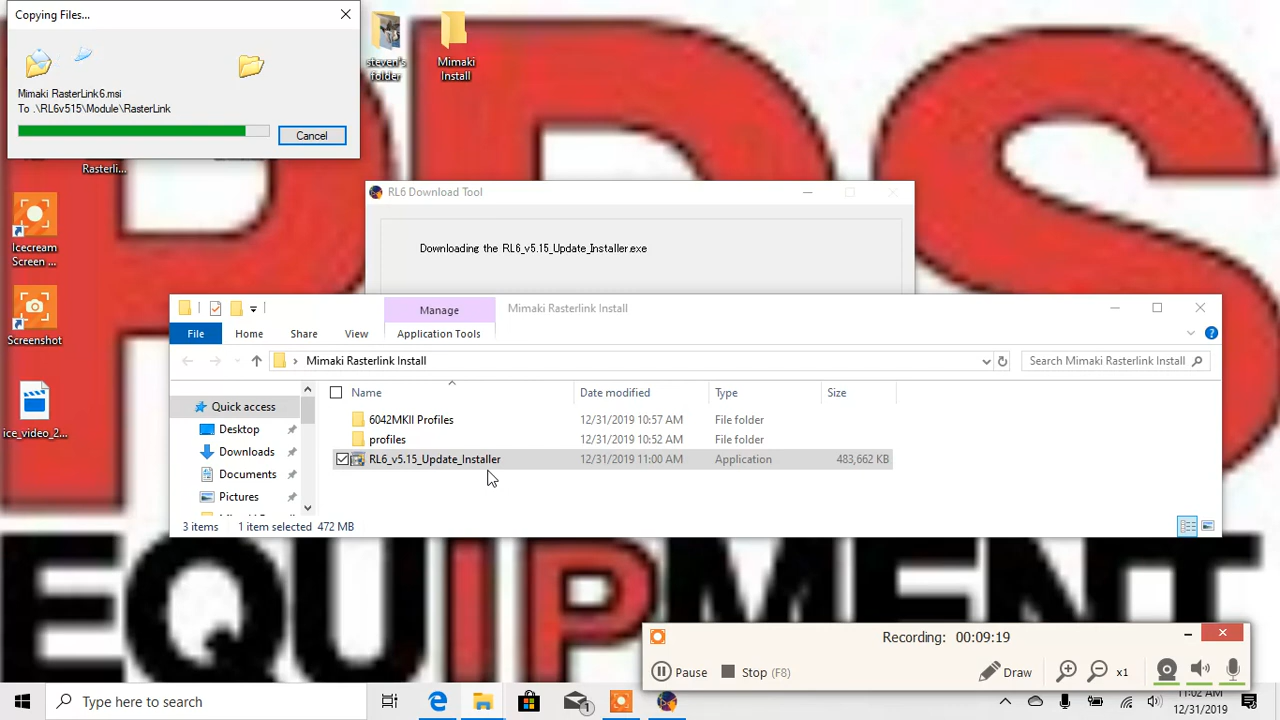 Copying Files...
Mimaki RasterLink6.msi
To .\RL6v515\Module\RasterLink
Cancel
steven's
folder
Mimaki
Install
Rasterli...
Icecream
Screen ...
Screenshot
ice_video_2...
RL6 Download Tool
Downloading the RL6_v5.15_Update_Installer.exe
Manage
Mimaki Rasterlink Install
File
Home
Share
View
Application Tools
Mimaki Rasterlink Install
Search Mimaki Rasterlink Install
Name
Date modified
Type
Size
Quick access
Desktop
Downloads
Documents
Pictures
6042MKII Profiles 12/31/2019 10:57 AM File folder
profiles 12/31/2019 10:52 AM File folder
RL6_v5.15_Update_Installer 12/31/2019 11:00 AM Application 483,662 KB
3 items 1 item selected 472 MB
EQUIPMENT
Recording: 00:09:19
Pause
Stop (F8)
Draw
x1
Type here to search
1
11:02 AM
12/31/2019